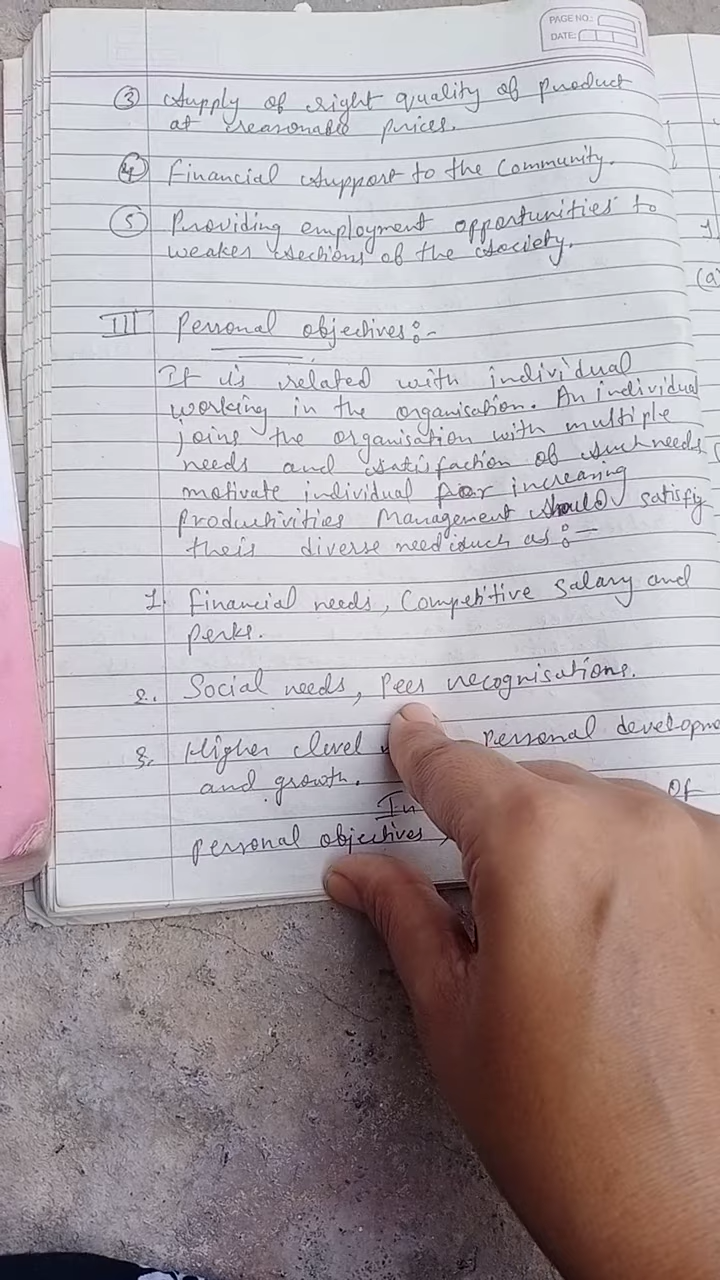 PAGE NO.:
DATE:
③ Supply of right quality of product
at reasonable prices.
④ Financial support to the Community.
⑤ Providing employment opportunities to
weaker sections of the society.
III Personal objectives:-
It is related with individual
working in the organisation. An individual
joins the organisation with multiple
needs and satisfaction of such needs
motivate individual for increasing
productivities Management should satisfy
their diverse need such as :-
1. Financial needs, Competitive salary and
perks.
2. Social needs, peer recognisations.
3. Higher level personal developm
and growth.
In of
personal objectives,
(a)